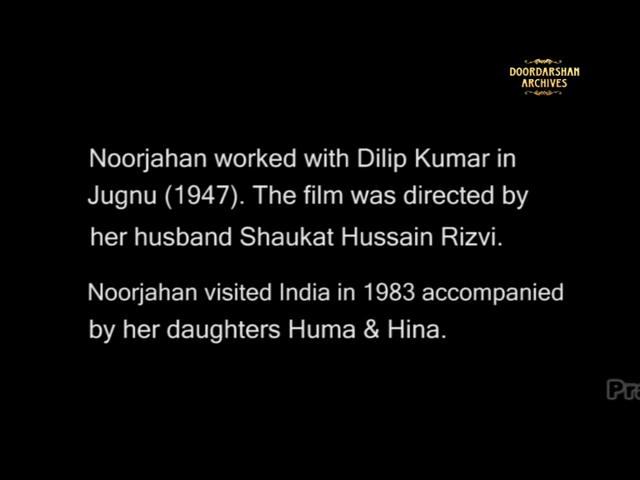 DOORDARSHAN
ARCHIVES
Noorjahan worked with Dilip Kumar in
Jugnu (1947). The film was directed by
her husband Shaukat Hussain Rizvi.
Noorjahan visited India in 1983 accompanied
by her daughters Huma & Hina.